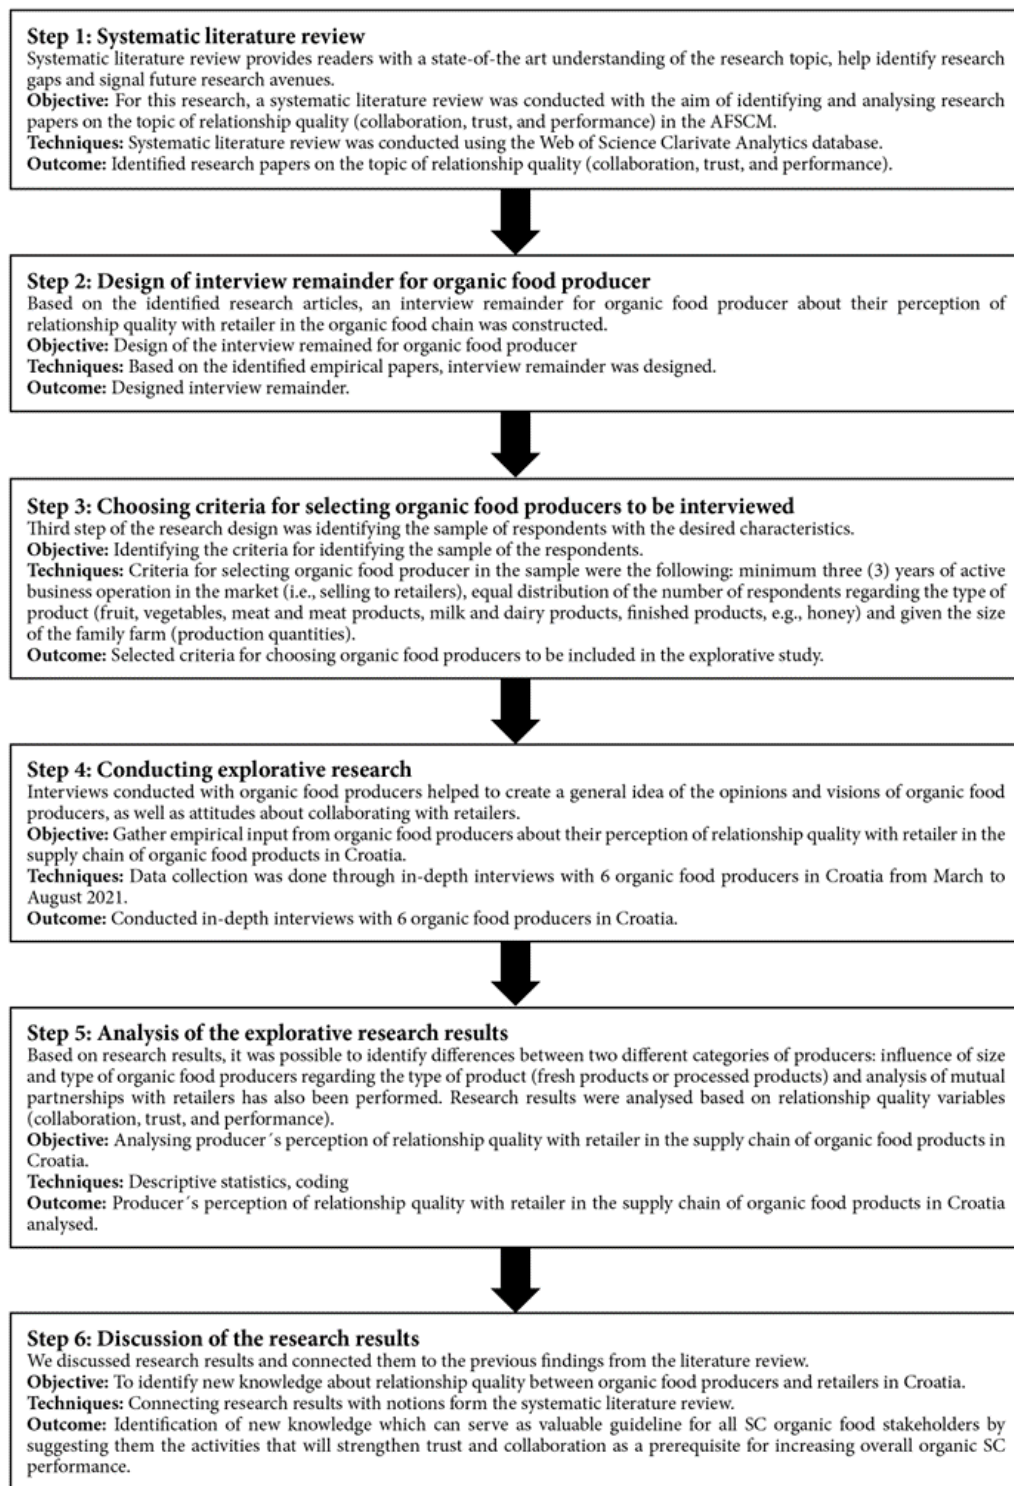 Step 1: Systematic literature review
Systematic literature review provides readers with a state-of-the art understanding of the research topic, help identify research
gaps and signal future research avenues.
Objective: For this research, a systematic literature review was conducted with the aim of identifying and analysing research
papers on the topic of relationship quality (collaboration, trust, and performance) in the AFSCM.
Techniques: Systematic literature review was conducted using the Web of Science Clarivate Analytics database.
Outcome: Identified research papers on the topic of relationship quality (collaboration, trust, and performance).
Step 2: Design of interview remainder for organic food producer
Based on the identified research articles, an interview remainder for organic food producer about their perception of
relationship quality with retailer in the organic food chain was constructed.
Objective: Design of the interview remained for organic food producer
Techniques: Based on the identified empirical papers, interview remainder was designed.
Outcome: Designed interview remainder.
Step 3: Choosing criteria for selecting organic food producers to be interviewed
Third step of the research design was identifying the sample of respondents with the desired characteristics.
Objective: Identifying the criteria for identifying the sample of the respondents.
Techniques: Criteria for selecting organic food producer in the sample were the following: minimum three (3) years of active
business operation in the market (i.e., selling to retailers), equal distribution of the number of respondents regarding the type of
product (fruit, vegetables, meat and meat products, milk and dairy products, finished products, e.g., honey) and given the size
of the family farm (production quantities).
Outcome: Selected criteria for choosing organic food producers to be included in the explorative study.
Step 4: Conducting explorative research
Interviews conducted with organic food producers helped to create a general idea of the opinions and visions of organic food
producers, as well as attitudes about collaborating with retailers.
Objective: Gather empirical input from organic food producers about their perception of relationship quality with retailer in the
supply chain of organic food products in Croatia.
Techniques: Data collection was done through in-depth interviews with 6 organic food producers in Croatia from March to
August 2021.
Outcome: Conducted in-depth interviews with 6 organic food producers in Croatia.
Step 5: Analysis of the explorative research results
Based on research results, it was possible to identify differences between two different categories of producers: influence of size
and type of organic food producers regarding the type of product (fresh products or processed products) and analysis of mutual
partnerships with retailers has also been performed. Research results were analysed based on relationship quality variables
(collaboration, trust, and performance).
Objective: Analysing producer´s perception of relationship quality with retailer in the supply chain of organic food products in
Croatia.
Techniques: Descriptive statistics, coding
Outcome: Producer´s perception of relationship quality with retailer in the supply chain of organic food products in Croatia
analysed.
Step 6: Discussion of the research results
We discussed research results and connected them to the previous findings from the literature review.
Objective: To identify new knowledge about relationship quality between organic food producers and retailers in Croatia.
Techniques: Connecting research results with notions form the systematic literature review.
Outcome: Identification of new knowledge which can serve as valuable guideline for all SC organic food stakeholders by
suggesting them the activities that will strengthen trust and collaboration as a prerequisite for increasing overall organic SC
performance.